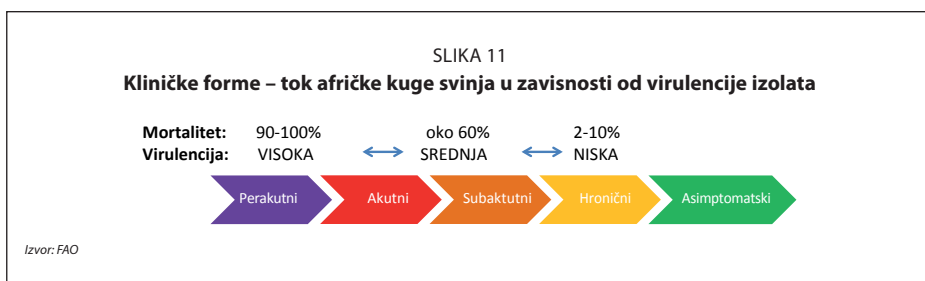 SLIKA 11
Kliničke forme – tok afričke kuge svinja u zavisnosti od virulencije izolata
Mortalitet: 90-100% oko 60% 2-10%
Virulencija: VISOKA SREDNJA NISKA
Perakutni Akutni Subaktutni Hronični Asimptomatski
Izvor: FAO